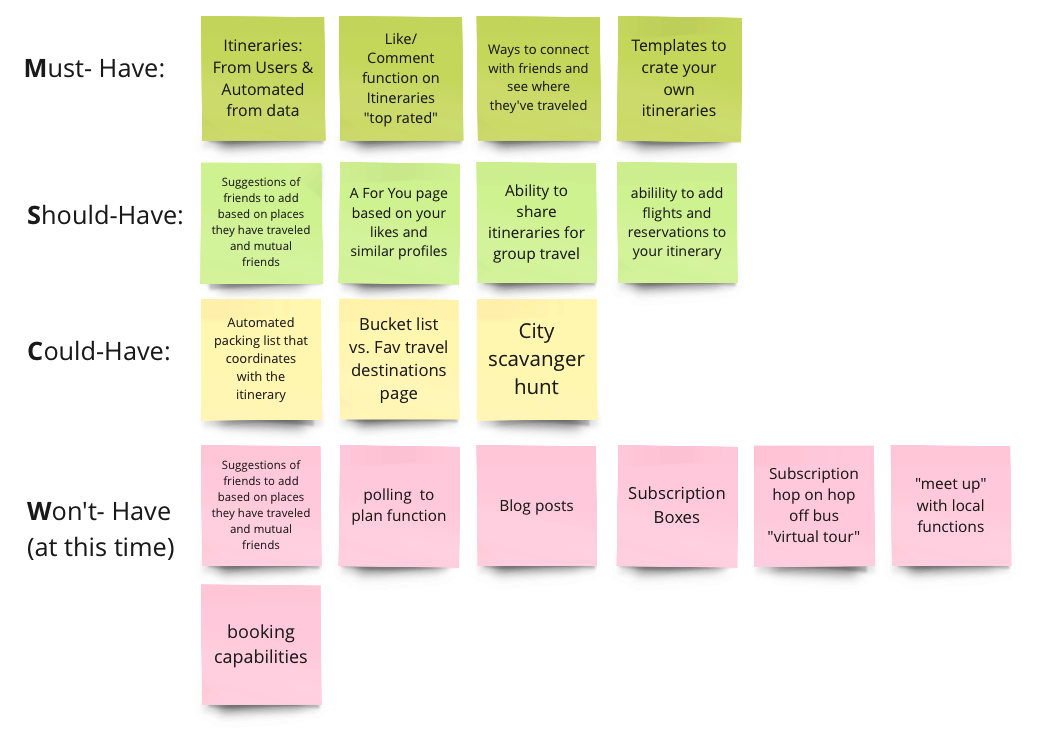 Must- Have:
Itineraries:
From Users &
Automated
from data
Like/
Comment
function on
Itineraries
"top rated"
Ways to connect
with friends and
see where
they've traveled
Templates to
crate your
own
itineraries
Should-Have:
Suggestions of
friends to add
based on places
they have traveled
and mutual
friends
A For You page
based on your
likes and
similar profiles
Ability to
share
itineraries for
group travel
abilility to add
flights and
reservations to
your itinerary
Could-Have:
Automated
packing list that
coordinates
with the
itinerary
Bucket list
vs. Fav travel
destinations
page
City
scavanger
hunt
Won't- Have
(at this time)
Suggestions of
friends to add
based on places
they have traveled
and mutual
friends
polling to
plan function
Blog posts
Subscription
Boxes
Subscription
hop on hop
off bus
"virtual tour"
"meet up"
with local
functions
booking
capabilities